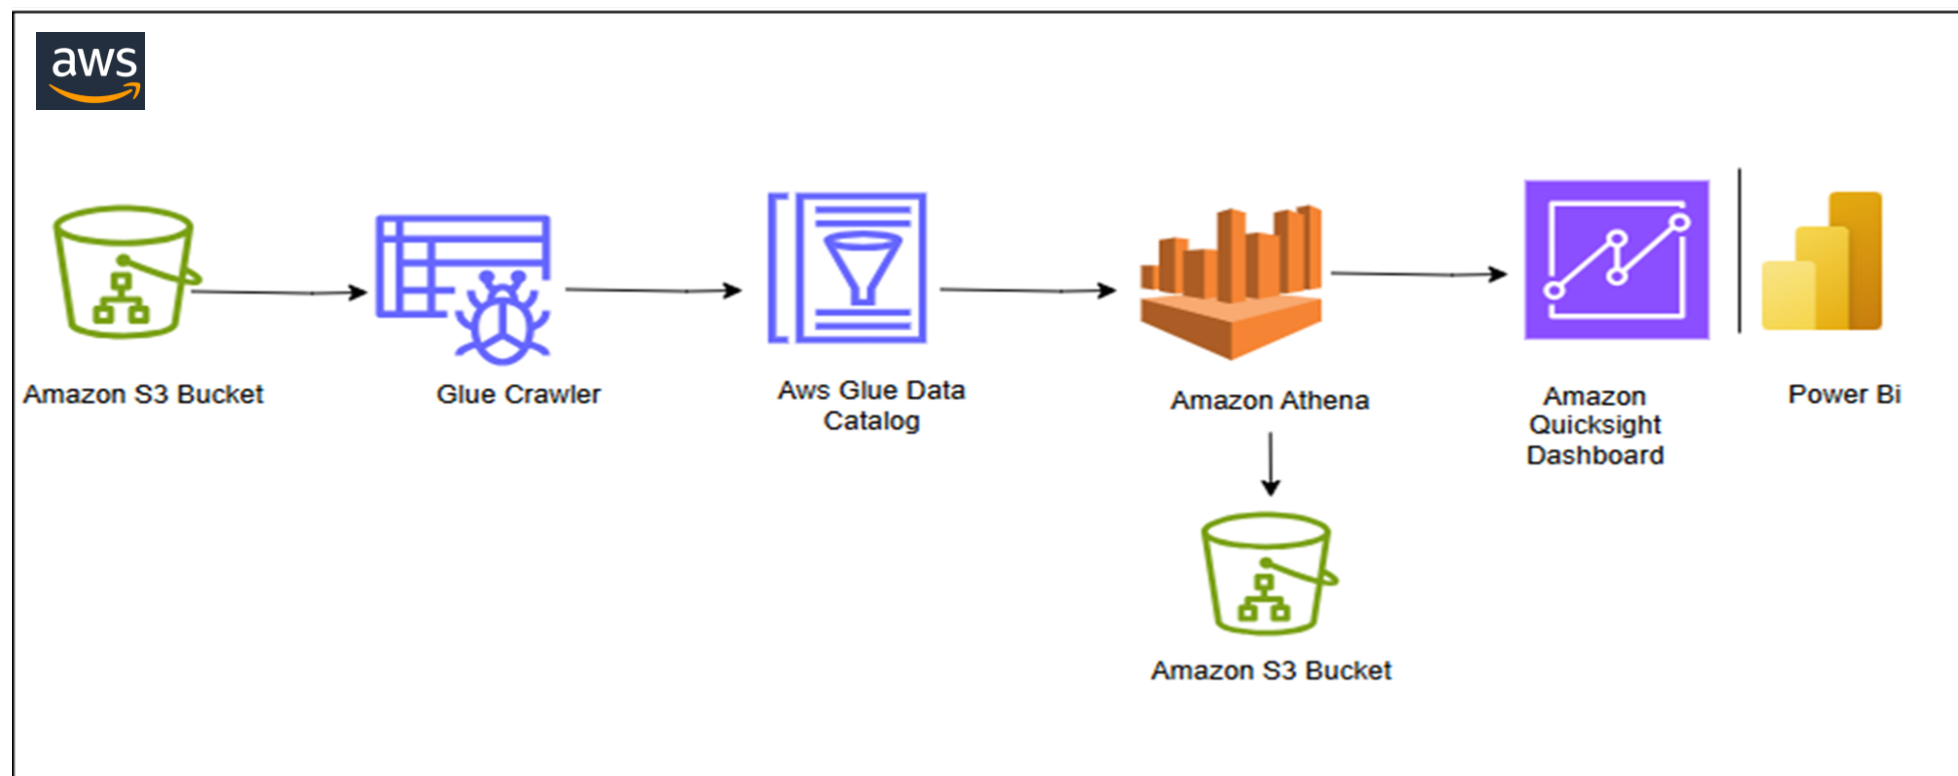 aws
Amazon S3 Bucket
Glue Crawler
Aws Glue Data
Catalog
Amazon Athena
Amazon
Quicksight
Dashboard
Power Bi
Amazon S3 Bucket